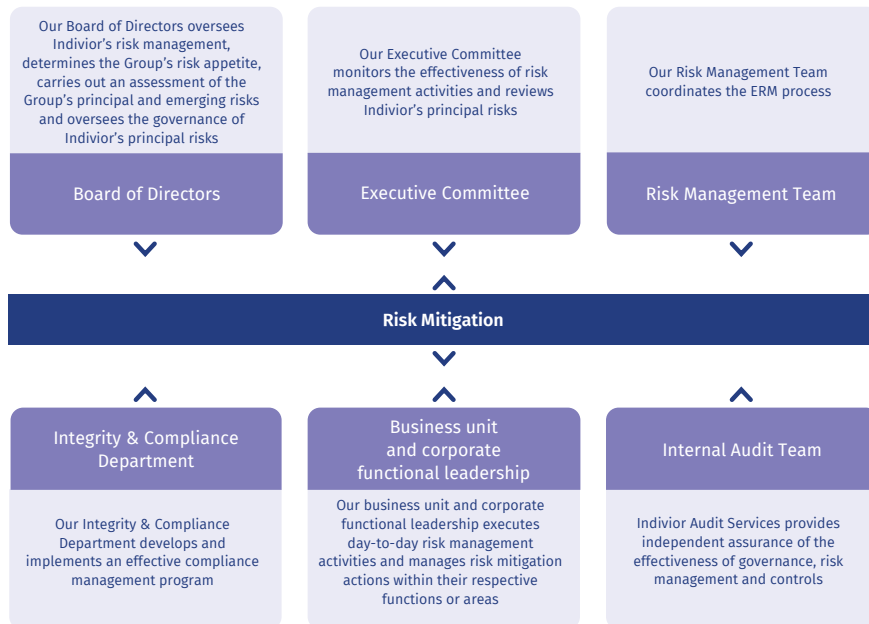 Our Board of Directors oversees
Indivior's risk management,
determines the Group's risk appetite,
carries out an assessment of the
Group's principal and emerging risks
and oversees the governance of
Indivior's principal risks
Board of Directors
Our Executive Committee
monitors the effectiveness of risk
management activities and reviews
Indivior's principal risks
Executive Committee
Our Risk Management Team
coordinates the ERM process
Risk Management Team
Risk Mitigation
Integrity & Compliance
Department
Our Integrity & Compliance
Department develops and
implements an effective compliance
management program
Business unit
and corporate
functional leadership
Our business unit and corporate
functional leadership executes
day-to-day risk management
activities and manages risk mitigation
actions within their respective
functions or areas
Internal Audit Team
Indivior Audit Services provides
independent assurance of the
effectiveness of governance, risk
management and controls